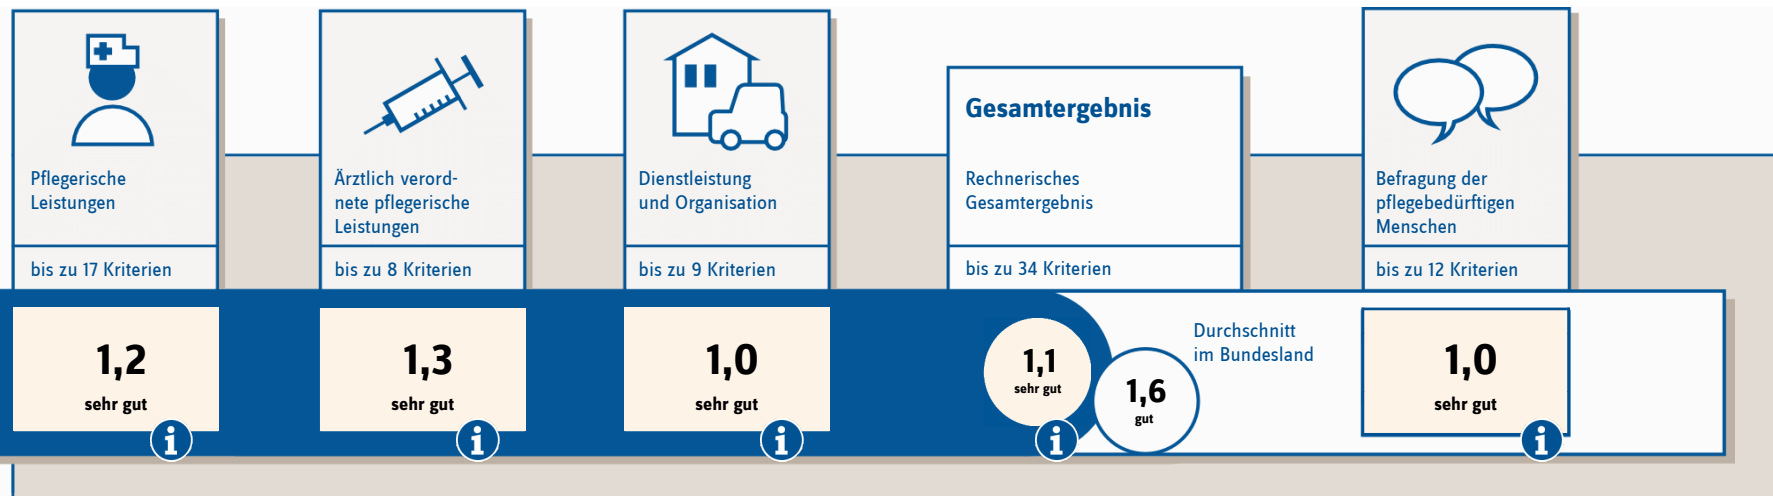 Pflegerische
Leistungen
bis zu 17 Kriterien
1,2
sehr gut
i
Ärztlich verord-
nete pflegerische
Leistungen
bis zu 8 Kriterien
1,3
sehr gut
i
Dienstleistung
und Organisation
bis zu 9 Kriterien
1,0
sehr gut
i
Gesamtergebnis
Rechnerisches
Gesamtergebnis
bis zu 34 Kriterien
1,1
sehr gut
i
1,6
gut
Durchschnitt
im Bundesland
Befragung der
pflegebedürftigen
Menschen
bis zu 12 Kriterien
1,0
sehr gut
i